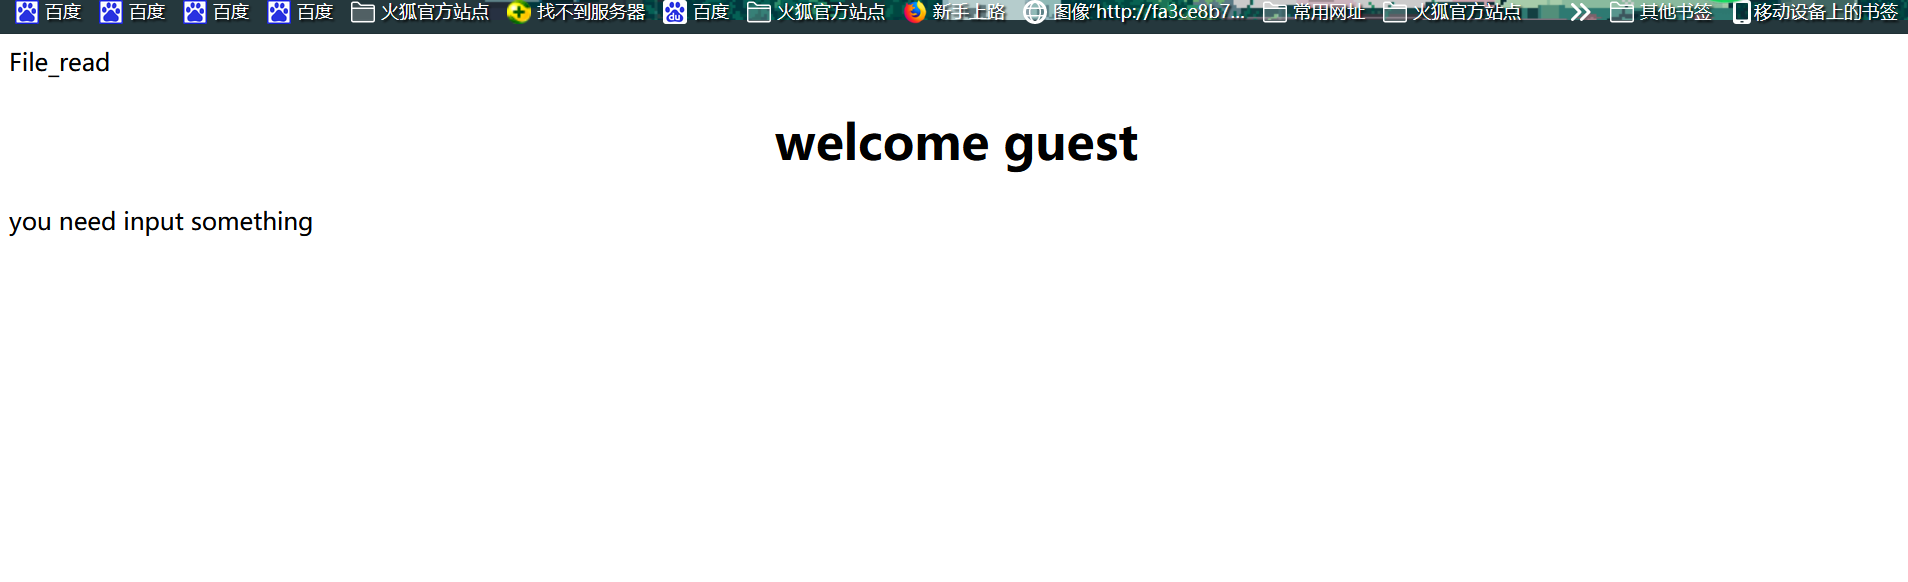 百度 百度 百度 百度 火狐官方站点 找不到服务器 百度 火狐官方站点 新手上路 图像“http://fa3ce8b7... 常用网址 火狐官方站点 其他书签 移动设备上的书签
File_read
welcome guest
you need input something